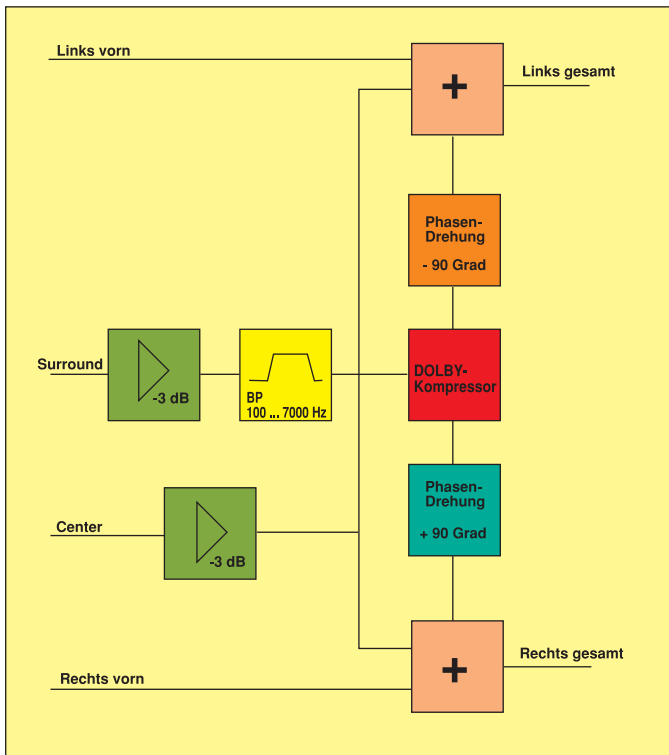 Links vorn
+
Links gesamt
Phasen-
Drehung
- 90 Grad
Surround
-3 dB
BP
100 ... 7000 Hz
DOLBY-
Kompressor
Phasen-
Drehung
+ 90 Grad
Center
-3 dB
Rechts vorn
+
Rechts gesamt